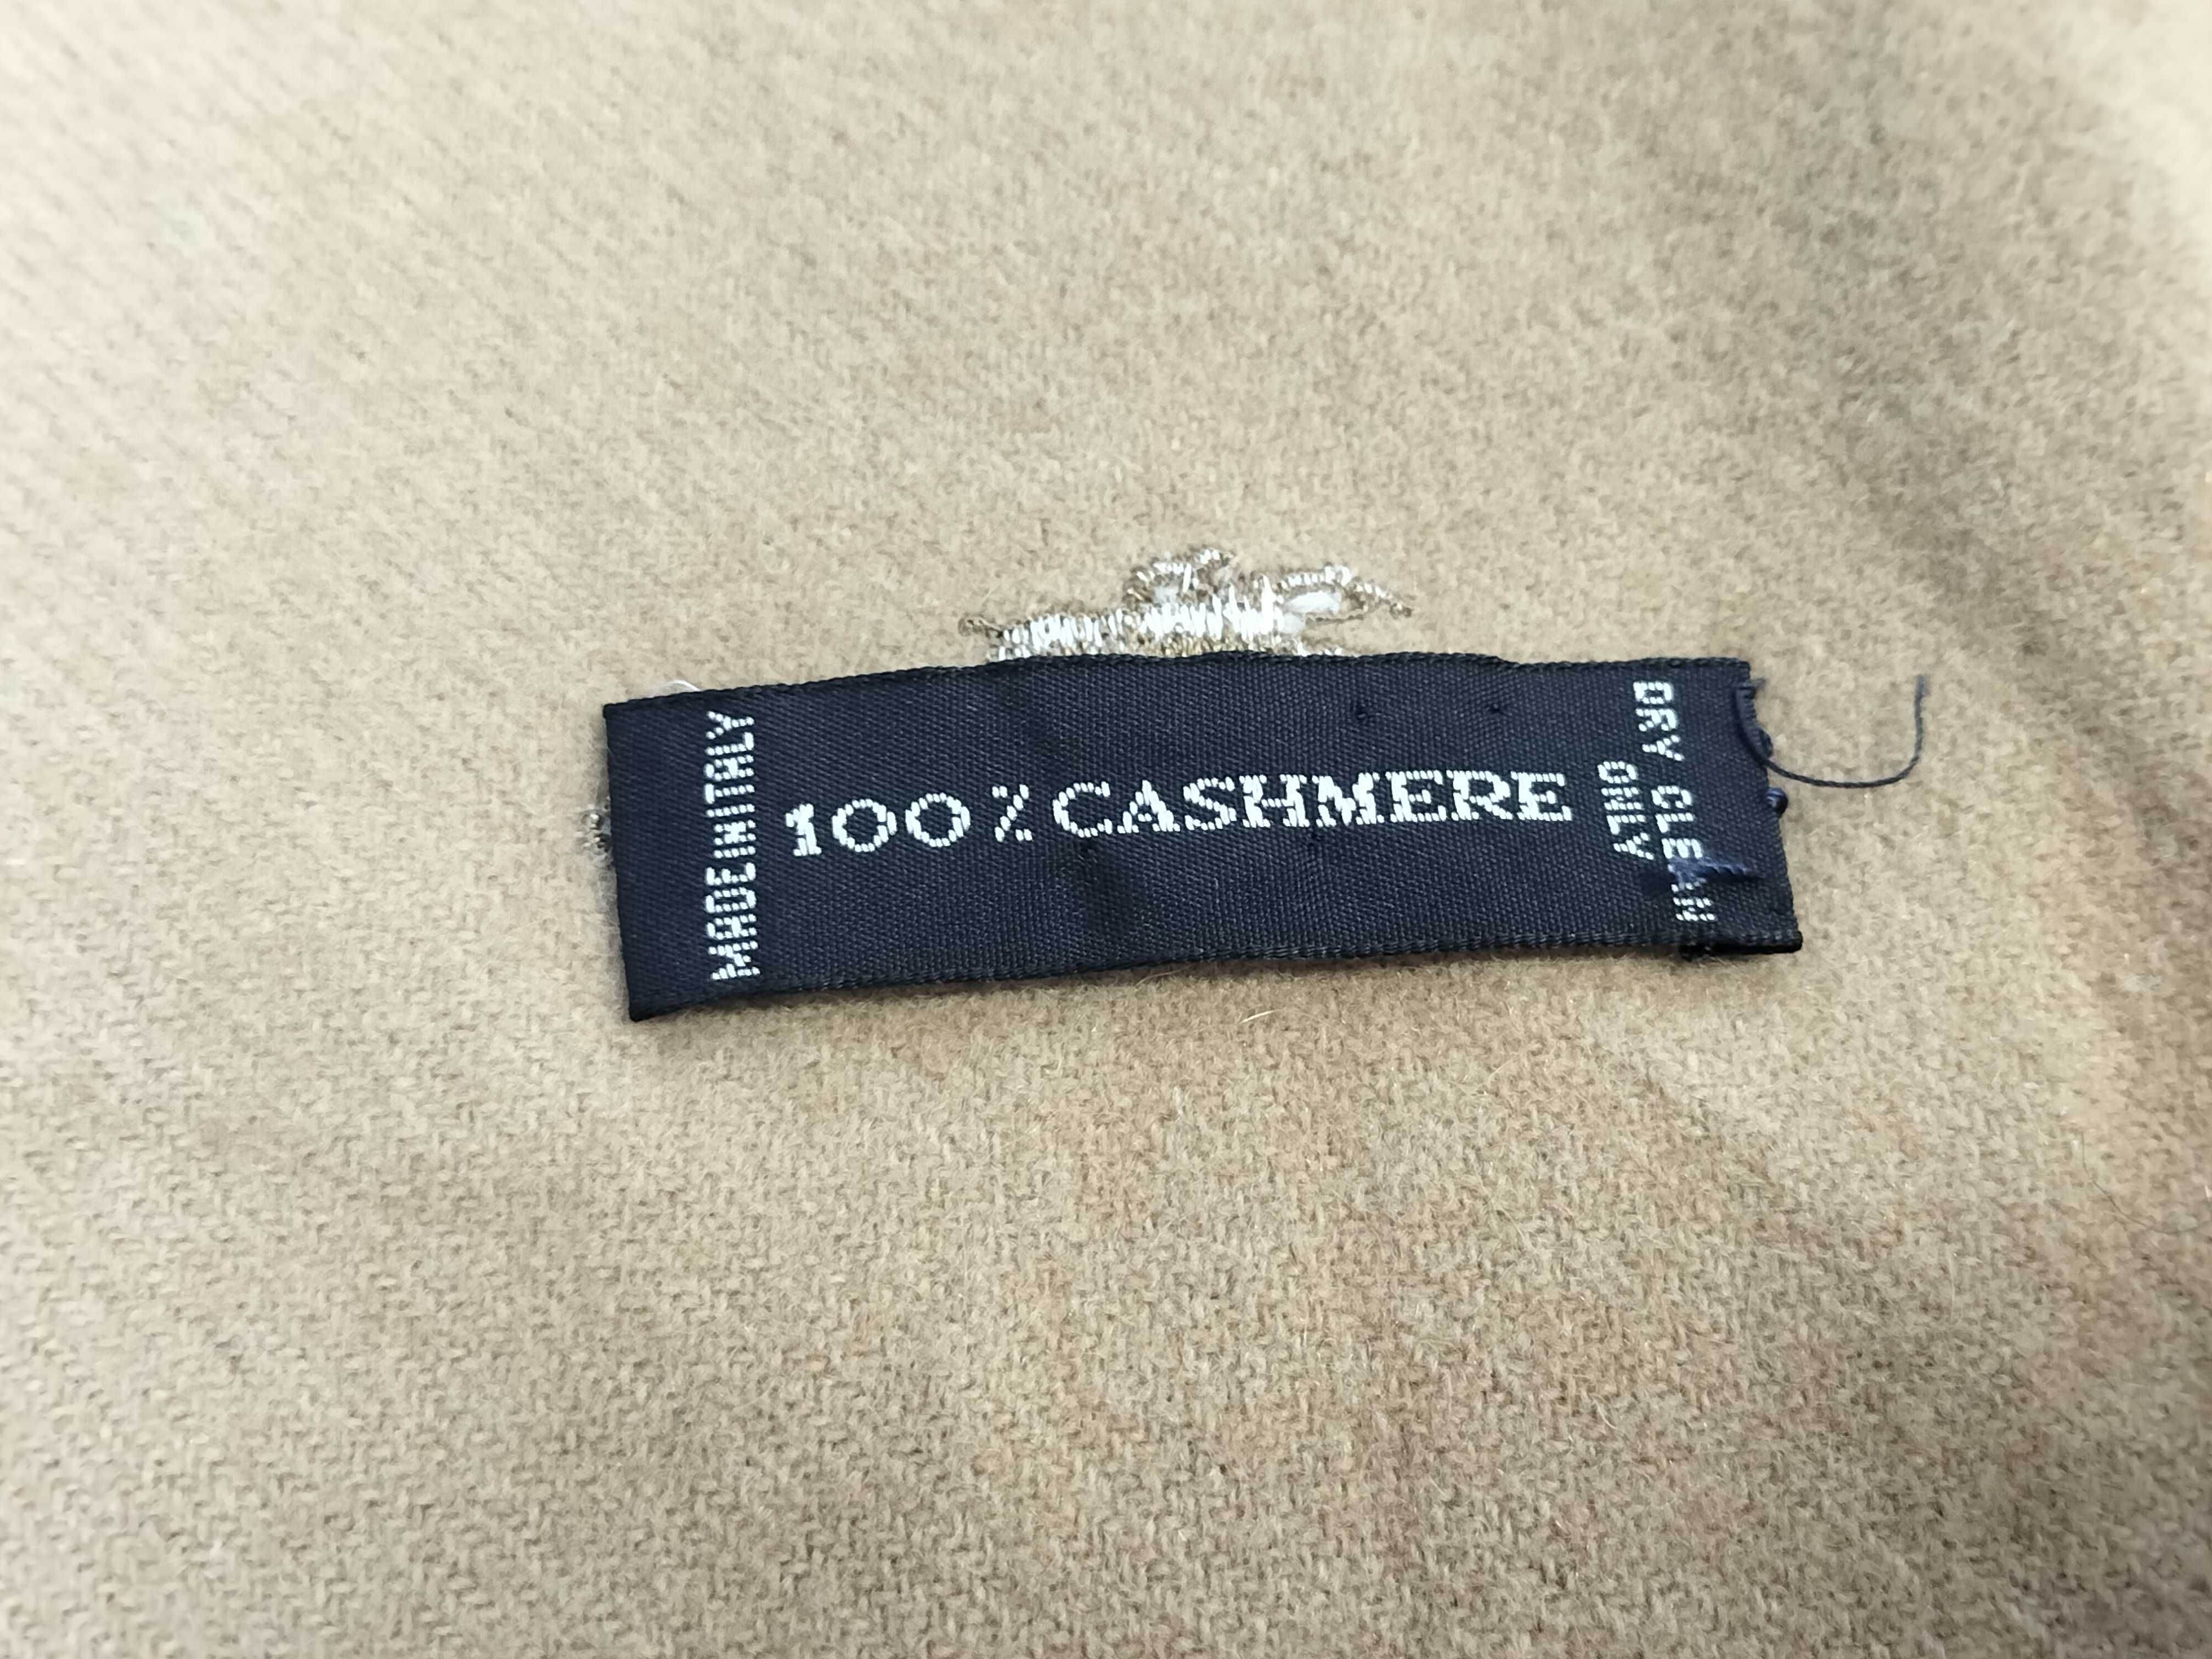 MADE IN ITALY
100% CASHMERE
DRY CLEAN
ONLY